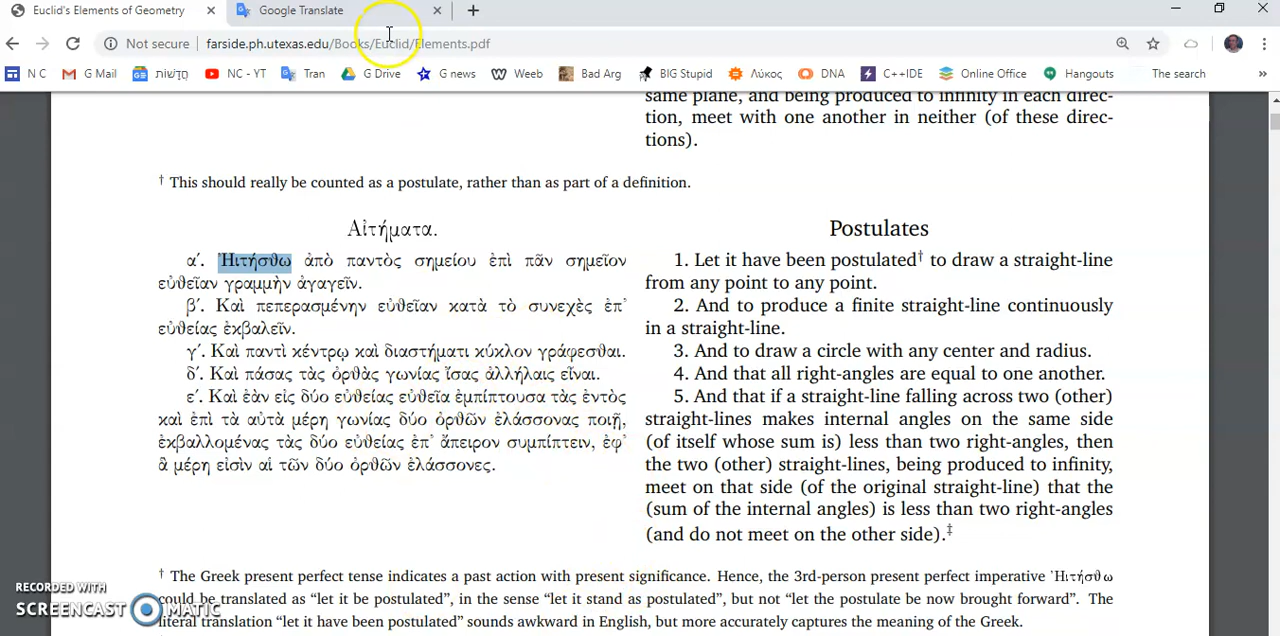 Euclid's Elements of Geometry
Google Translate
Not secure
farside.ph.utexas.edu/Books/Euclid/Elements.pdf
N C
G Mail
חֲדָשׁוֹת
NC - YT
Tran
G Drive
G news
Weeb
Bad Arg
BIG Stupid
Λύκος
DNA
C++IDE
Online Office
Hangouts
The search
same plane, and being produced to infinity in each direc-
tion, meet with one another in neither (of these direc-
tions).
† This should really be counted as a postulate, rather than as part of a definition.
Αἰτήματα.
αʹ. ᾿Ηιτήσθω ἀπὸ παντὸς σημείου ἐπὶ πᾶν σημεῖον
εὐθεῖαν γραμμὴν ἀγαγεῖν.
βʹ. Καὶ πεπερασμένην εὐθεῖαν κατὰ τὸ συνεχὲς ἐπ᾿
εὐθείας ἐκβαλεῖν.
γʹ. Καὶ παντὶ κέντρῳ καὶ διαστήματι κύκλον γράφεσθαι.
δʹ. Καὶ πάσας τὰς ὀρθὰς γωνίας ἴσας ἀλλήλαις εἶναι.
εʹ. Καὶ ἐὰν εἰς δύο εὐθείας εὐθεῖα ἐμπίπτουσα τὰς ἐντὸς
καὶ ἐπὶ τὰ αὐτὰ μέρη γωνίας δύο ὀρθῶν ἐλάσσονας ποιῇ,
ἐκβαλλομένας τὰς δύο εὐθείας ἐπ᾿ ἄπειρον συμπίπτειν, ἐφ᾿
ἃ μέρη εἰσὶν αἱ τῶν δύο ὀρθῶν ἐλάσσονες.
Postulates
1. Let it have been postulated† to draw a straight-line
from any point to any point.
2. And to produce a finite straight-line continuously
in a straight-line.
3. And to draw a circle with any center and radius.
4. And that all right-angles are equal to one another.
5. And that if a straight-line falling across two (other)
straight-lines makes internal angles on the same side
(of itself whose sum is) less than two right-angles, then
the two (other) straight-lines, being produced to infinity,
meet on that side (of the original straight-line) that the
(sum of the internal angles) is less than two right-angles
(and do not meet on the other side).‡
† The Greek present perfect tense indicates a past action with present significance. Hence, the 3rd-person present perfect imperative ᾿Ηιτήσθω
could be translated as “let it be postulated”, in the sense “let it stand as postulated”, but not “let the postulate be now brought forward”. The
literal translation “let it have been postulated” sounds awkward in English, but more accurately captures the meaning of the Greek.
RECORDED WITH
SCREENCAST MATIC